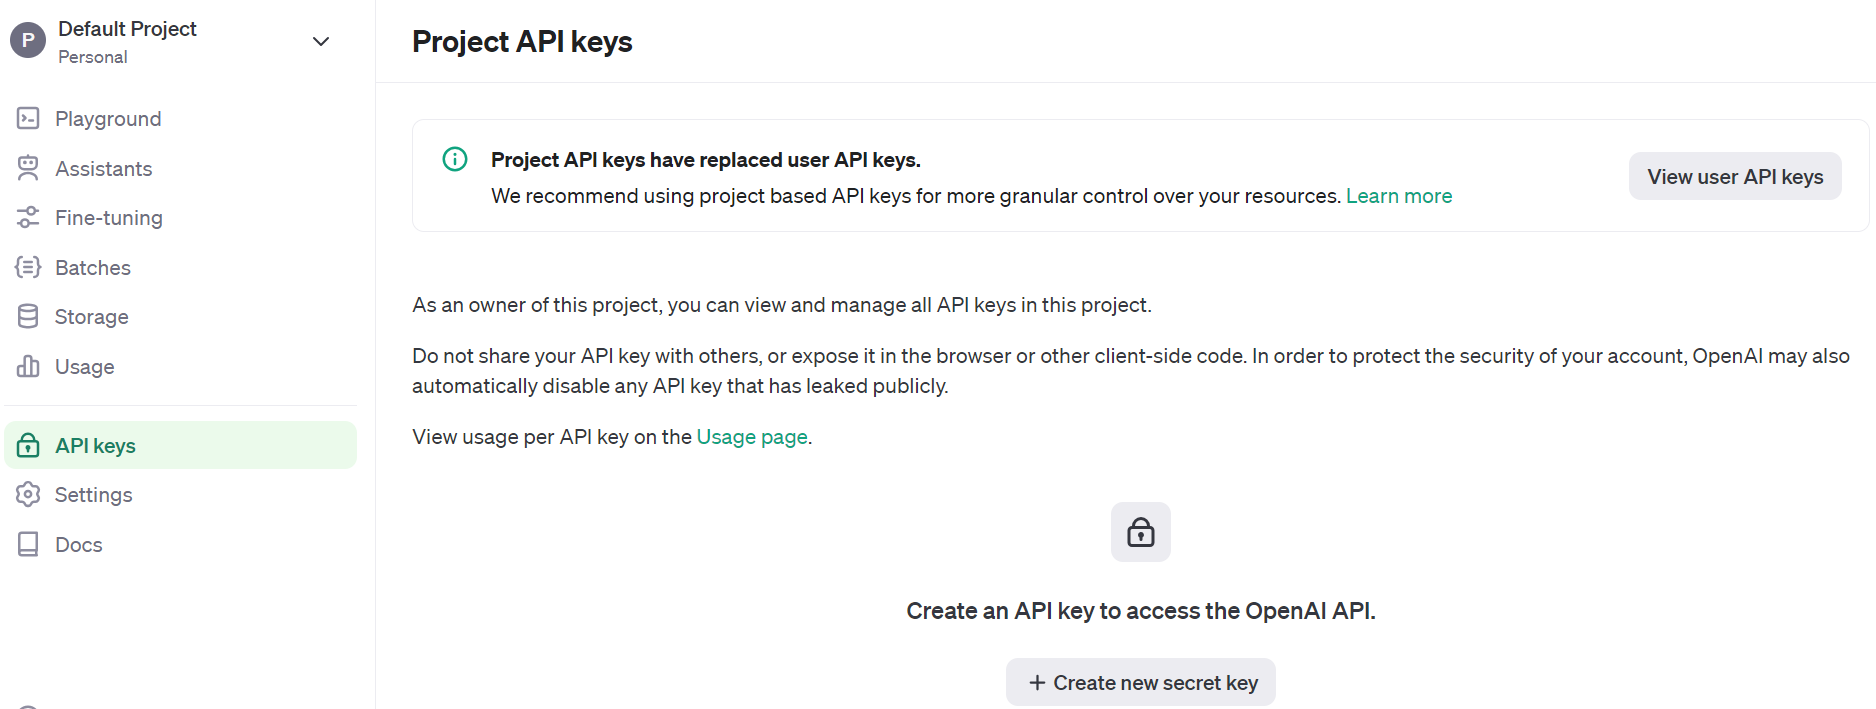 P
Default Project
Personal
Playground
Assistants
Fine-tuning
Batches
Storage
Usage
API keys
Settings
Docs
Project API keys
Project API keys have replaced user API keys.
We recommend using project based API keys for more granular control over your resources. Learn more
View user API keys
As an owner of this project, you can view and manage all API keys in this project.
Do not share your API key with others, or expose it in the browser or other client-side code. In order to protect the security of your account, OpenAI may also
automatically disable any API key that has leaked publicly.
View usage per API key on the Usage page.
Create an API key to access the OpenAI API.
+ Create new secret key